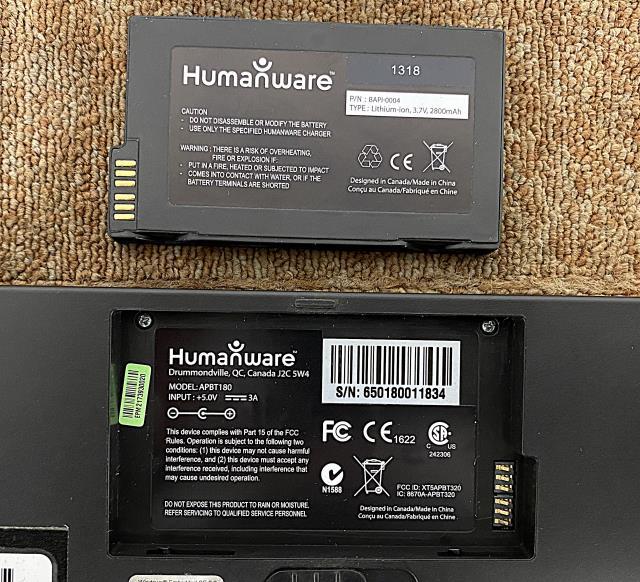 HumanWare™
1318
P/N : BAPJ-0004
TYPE : Lithium-ion, 3.7V, 2800mAh
CAUTION
- DO NOT DISASSEMBLE OR MODIFY THE BATTERY
- USE ONLY THE SPECIFIED HUMANWARE CHARGER
WARNING : THERE IS A RISK OF OVERHEATING,
FIRE OR EXPLOSION IF:
- PUT IN A FIRE, HEATED OR SUBJECTED TO IMPACT
- COMES INTO CONTACT WITH WATER, OR IF THE
BATTERY TERMINALS ARE SHORTED
CE
Designed in Canada/Made in China
Conçu au Canada/Fabriqué en Chine
HumanWare™
Drummondville, QC, Canada J2C 5W4
MODEL: APBT180
INPUT : +5.0V 3A
S/N: 650180011834
This device complies with Part 15 of the FCC
Rules. Operation is subject to the following two
conditions: (1) this device may not cause harmful
interference, and (2) this device must accept any
interference received, including interference that
may cause undesired operation.
DO NOT EXPOSE THIS PRODUCT TO RAIN OR MOISTURE.
REFER SERVICING TO QUALIFIED SERVICE PERSONNEL
FC CE 1622
C US
242306
N1588
FCC ID: XT5APBT320
IC: 8670A-APBT320
Designed in Canada/Made in China
Conçu au Canada/Fabriqué en Chine